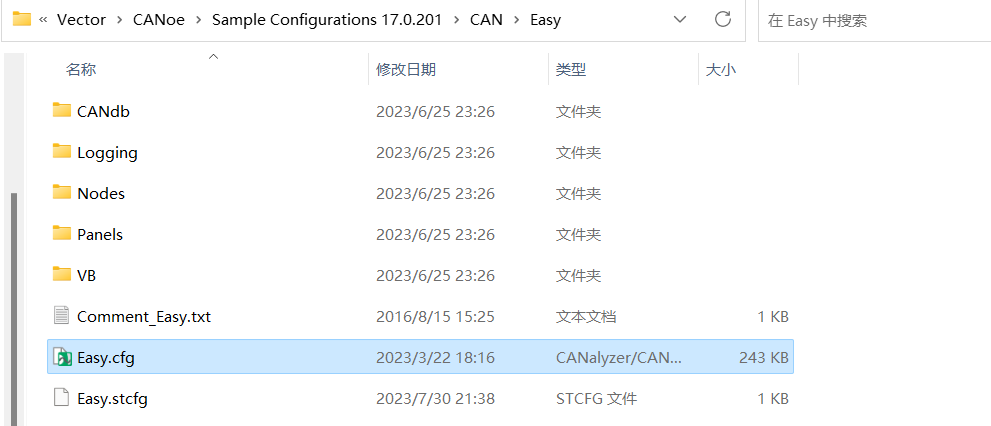 « Vector › CANoe › Sample Configurations 17.0.201 › CAN › Easy 在 Easy 中搜索
名称 修改日期 类型 大小
CANdb 2023/6/25 23:26 文件夹
Logging 2023/6/25 23:26 文件夹
Nodes 2023/6/25 23:26 文件夹
Panels 2023/6/25 23:26 文件夹
VB 2023/6/25 23:26 文件夹
Comment_Easy.txt 2016/8/15 15:25 文本文档 1 KB
Easy.cfg 2023/3/22 18:16 CANalyzer/CAN... 243 KB
Easy.stcfg 2023/7/30 21:38 STCFG 文件 1 KB